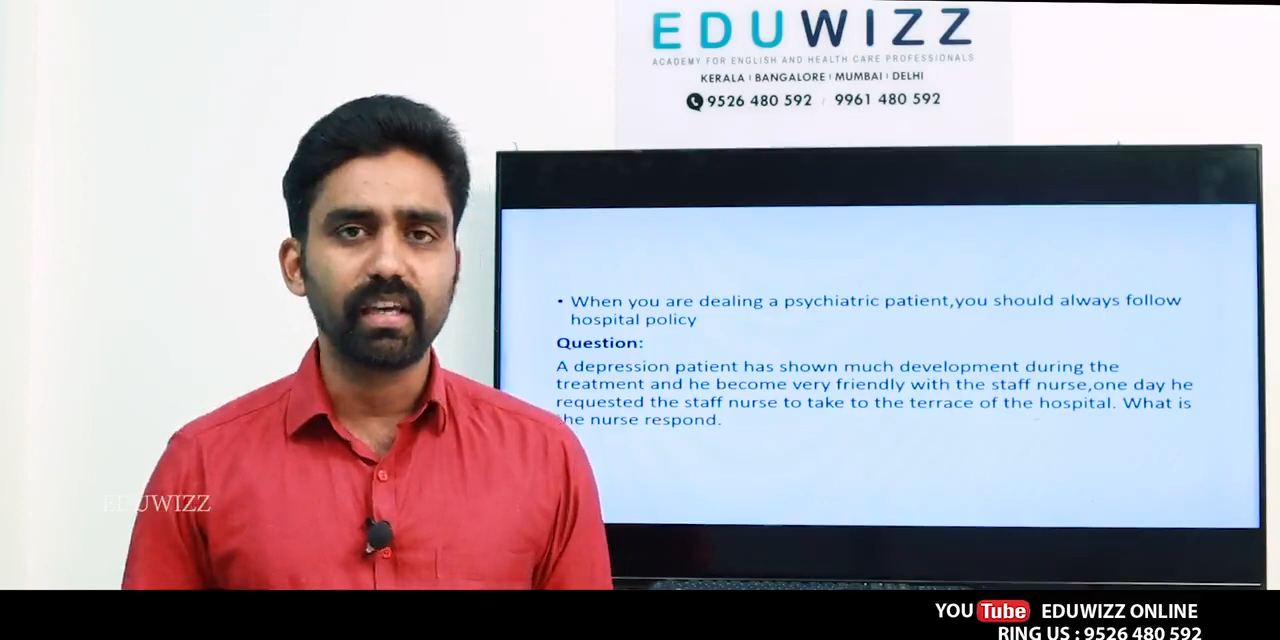 EDUWIZZ
ACADEMY FOR ENGLISH AND HEALTH CARE PROFESSIONALS
KERALA | BANGALORE | MUMBAI | DELHI
9526 480 592 / 9961 480 592
• When you are dealing a psychiatric patient,you should always follow
hospital policy
Question:
A depression patient has shown much development during the
treatment and he become very friendly with the staff nurse,one day he
requested the staff nurse to take to the terrace of the hospital. What is
the nurse respond.
EDUWIZZ
YOU Tube EDUWIZZ ONLINE
RING US : 9526 480 592